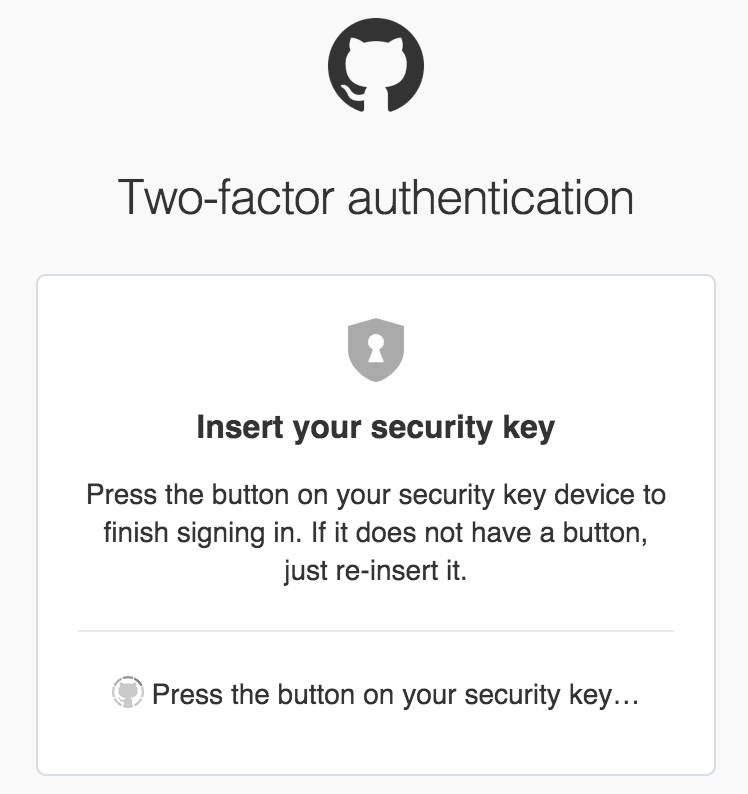 Two-factor authentication
Insert your security key
Press the button on your security key device to
finish signing in. If it does not have a button,
just re-insert it.
Press the button on your security key…